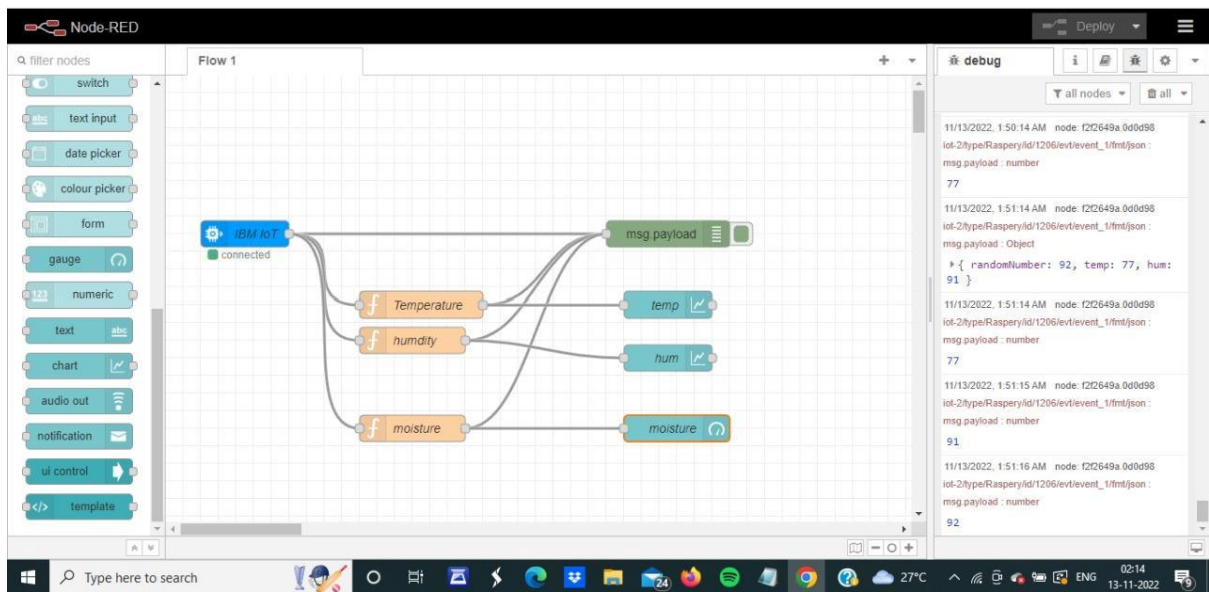 Node-RED
Deploy
filter nodes
Flow 1
debug
i
all nodes
all
switch
text input
abc
date picker
colour picker
form
gauge
numeric
123
text
abc
chart
audio out
notification
ui control
template
</>
IBM IoT
connected
f
Temperature
f
humdity
f
moisture
msg.payload
temp
hum
moisture
11/13/2022, 1:50:14 AM node: f2f2649a.0d0d98
iot-2/type/Raspery/id/1206/evt/event_1/fmt/json :
msg.payload : number
77
11/13/2022, 1:51:14 AM node: f2f2649a.0d0d98
iot-2/type/Raspery/id/1206/evt/event_1/fmt/json :
msg.payload : Object
{ randomNumber: 92, temp: 77, hum:
91 }
11/13/2022, 1:51:14 AM node: f2f2649a.0d0d98
iot-2/type/Raspery/id/1206/evt/event_1/fmt/json :
msg.payload : number
77
11/13/2022, 1:51:15 AM node: f2f2649a.0d0d98
iot-2/type/Raspery/id/1206/evt/event_1/fmt/json :
msg.payload : number
91
11/13/2022, 1:51:16 AM node: f2f2649a.0d0d98
iot-2/type/Raspery/id/1206/evt/event_1/fmt/json :
msg.payload : number
92
Type here to search
24
27°C
ENG
02:14
13-11-2022
9